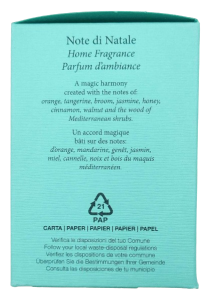 Note di Natale
Home Fragrance
Parfum d'ambiance
A magic harmony
created with the notes of:
orange, tangerine, broom, jasmine, honey,
cinnamon, walnut and the wood of
Mediterranean shrubs.
Un accord magique
bâti sur des notes:
d'orange, mandarine, genêt, jasmin,
miel, cannelle, noix et bois du maquis
méditerranéen.
21
PAP
CARTA | PAPER | PAPIER | PAPIER | PAPEL
Verifica le disposizioni del tuo Comune
Follow your local waste disposal regulations
Verifiez les dispositions de votre commune
Überprüfen Sie die Bestimmungen Ihrer Gemeinde
Consulta las disposiciones de tu municipio